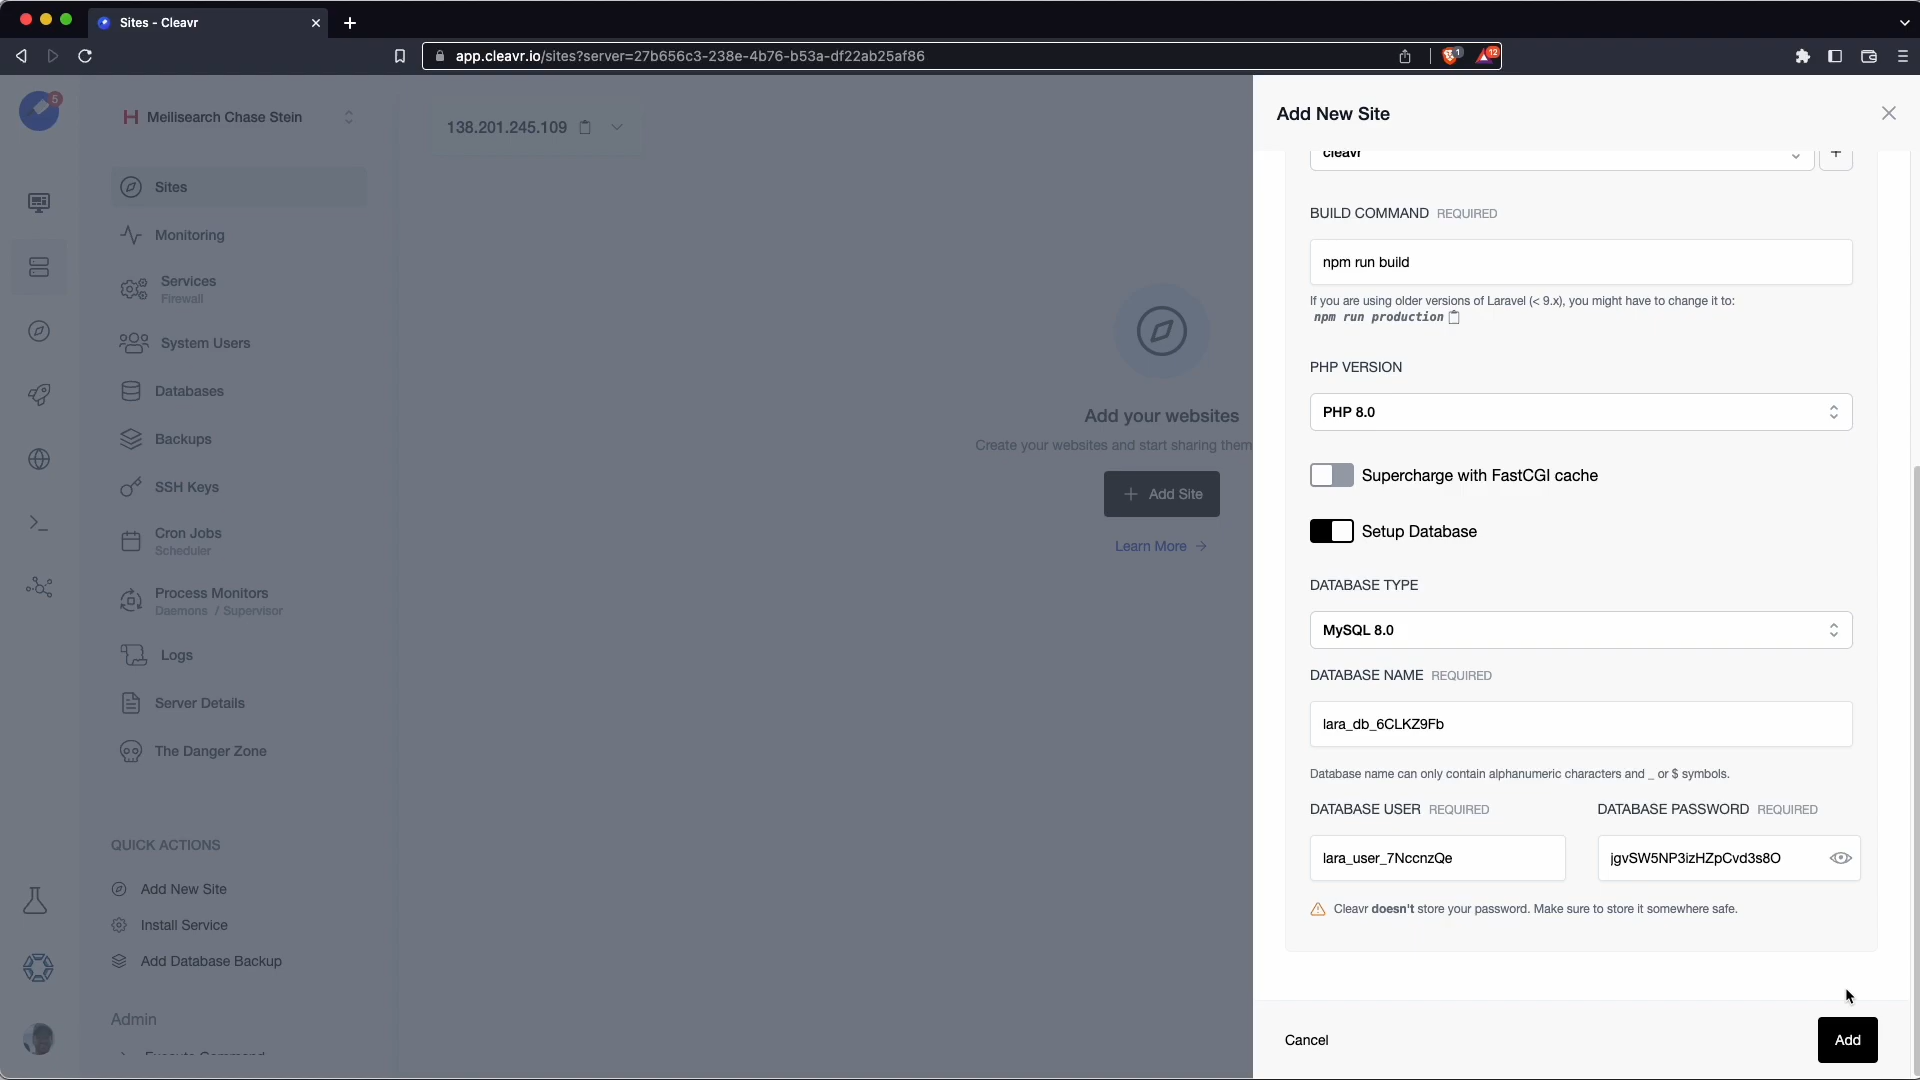 Sites - Cleavr
app.cleavr.io/sites?server=27b656c3-238e-4b76-b53a-df22ab25af86
1
12
5
Meilisearch Chase Stein
Sites
Monitoring
Services
Firewall
System Users
Databases
Backups
SSH Keys
Cron Jobs
Scheduler
Process Monitors
Daemons / Supervisor
Logs
Server Details
The Danger Zone
QUICK ACTIONS
Add New Site
Install Service
Add Database Backup
Admin
Execute Command
138.201.245.109
Add your websites
Create your websites and start sharing them
+ Add Site
Learn More →
Add New Site
cleavr
+
BUILD COMMAND REQUIRED
npm run build
If you are using older versions of Laravel (< 9.x), you might have to change it to:
npm run production
PHP VERSION
PHP 8.0
Supercharge with FastCGI cache
Setup Database
DATABASE TYPE
MySQL 8.0
DATABASE NAME REQUIRED
lara_db_6CLKZ9Fb
Database name can only contain alphanumeric characters and _ or $ symbols.
DATABASE USER REQUIRED
DATABASE PASSWORD REQUIRED
lara_user_7NccnzQe
jgvSW5NP3izHZpCvd3s8O
Cleavr doesn't store your password. Make sure to store it somewhere safe.
Cancel
Add